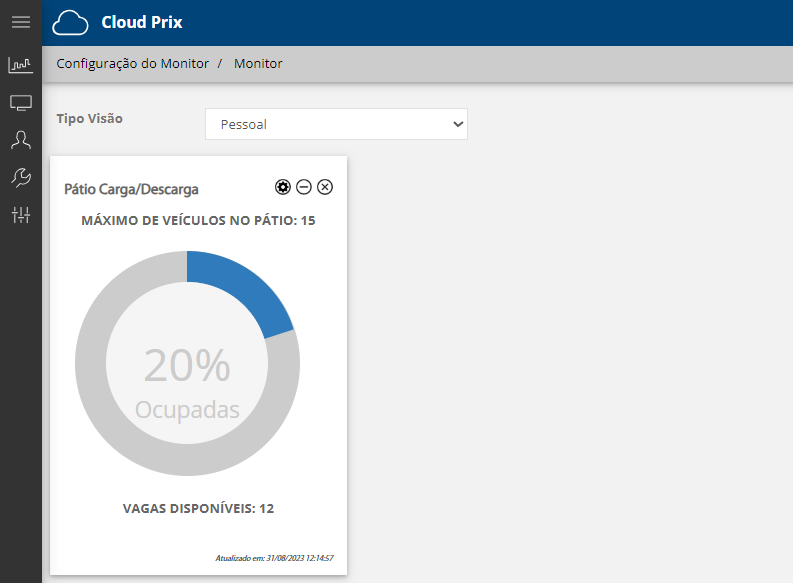 Cloud Prix
Configuração do Monitor / Monitor
Tipo Visão
Pessoal
Pátio Carga/Descarga
MÁXIMO DE VEÍCULOS NO PÁTIO: 15
20%
Ocupadas
VAGAS DISPONÍVEIS: 12
Atualizado em: 31/08/2023 12:14:57